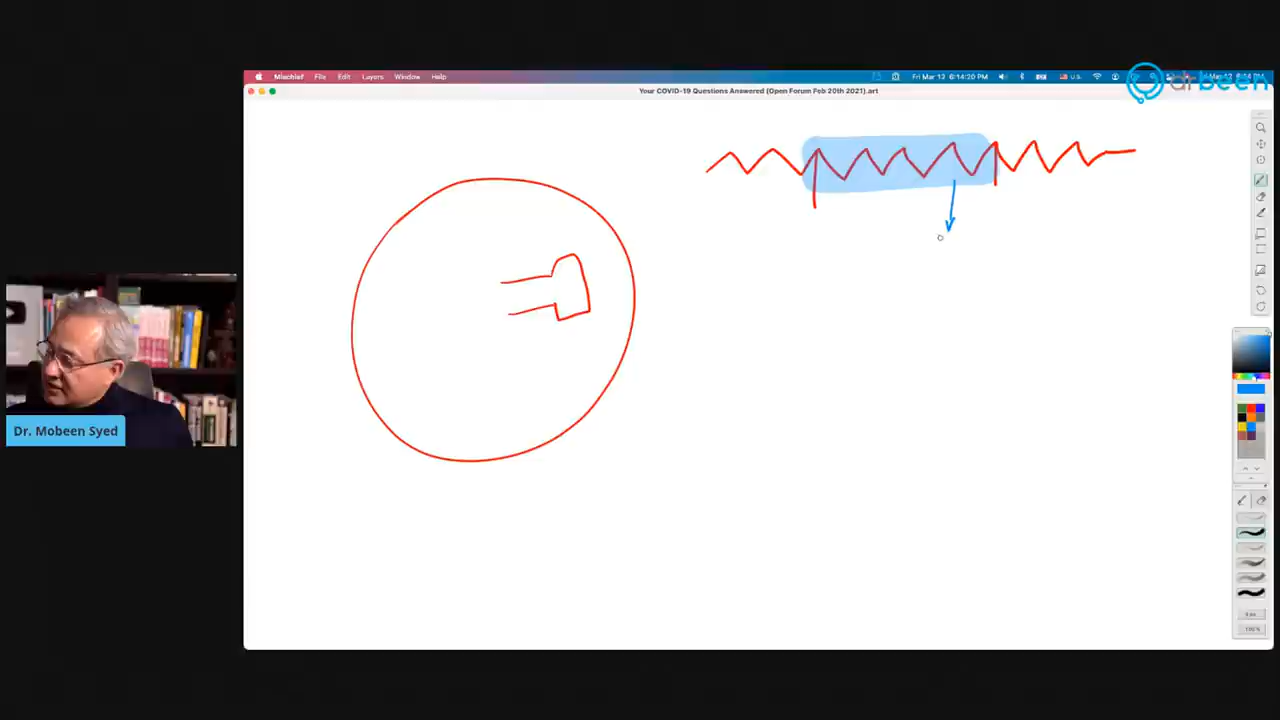 Mischief File Edit Layers Window Help
U.S. Fri Mar 12 6:14:20 PM
drbeen
Your COVID-19 Questions Answered (Open Forum Feb 20th 2021).art
Dr. Mobeen Syed